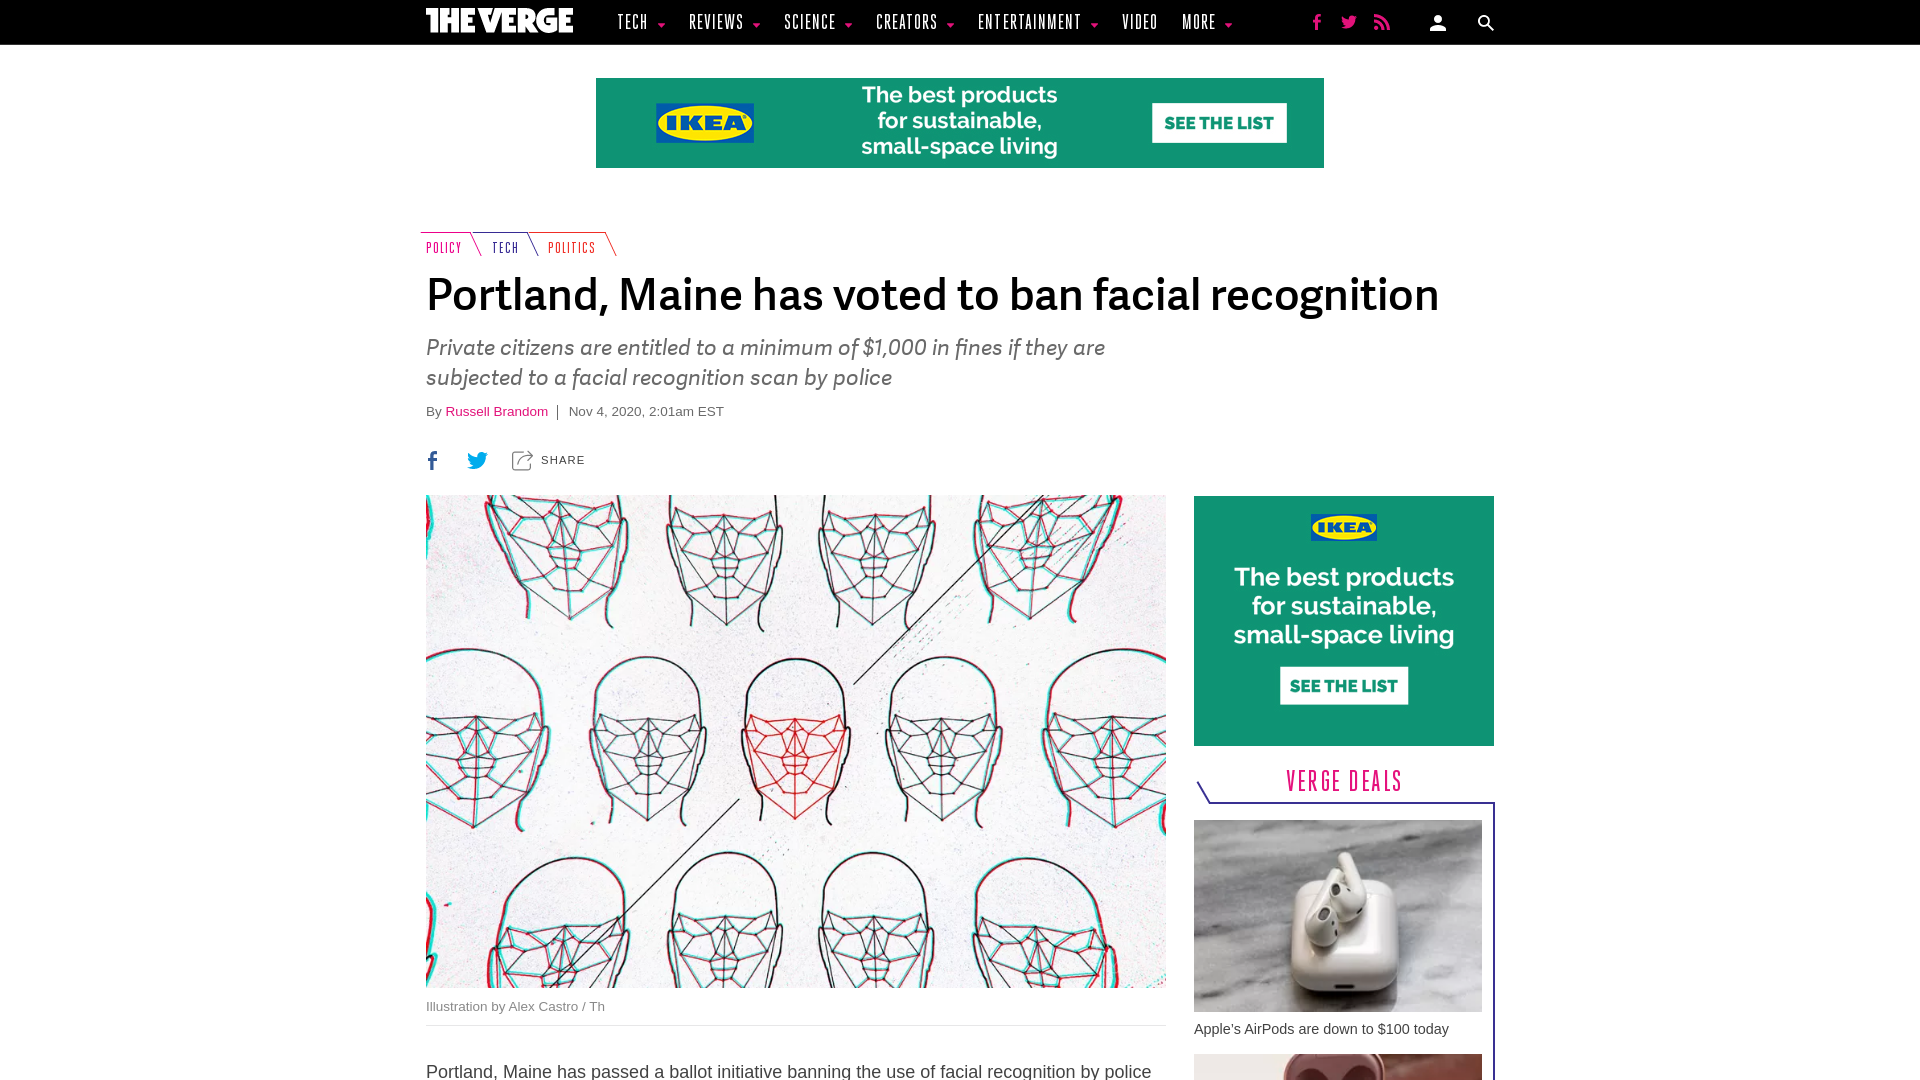 THE VERGE
TECH REVIEWS SCIENCE CREATORS ENTERTAINMENT VIDEO MORE
IKEA
The best products
for sustainable,
small-space living
SEE THE LIST
POLICY TECH POLITICS
Portland, Maine has voted to ban facial recognition
Private citizens are entitled to a minimum of $1,000 in fines if they are
subjected to a facial recognition scan by police
By Russell Brandom | Nov 4, 2020, 2:01am EST
SHARE
IKEA
The best products
for sustainable,
small-space living
SEE THE LIST
VERGE DEALS
Illustration by Alex Castro / Th
Apple’s AirPods are down to $100 today
Portland, Maine has passed a ballot initiative banning the use of facial recognition by police